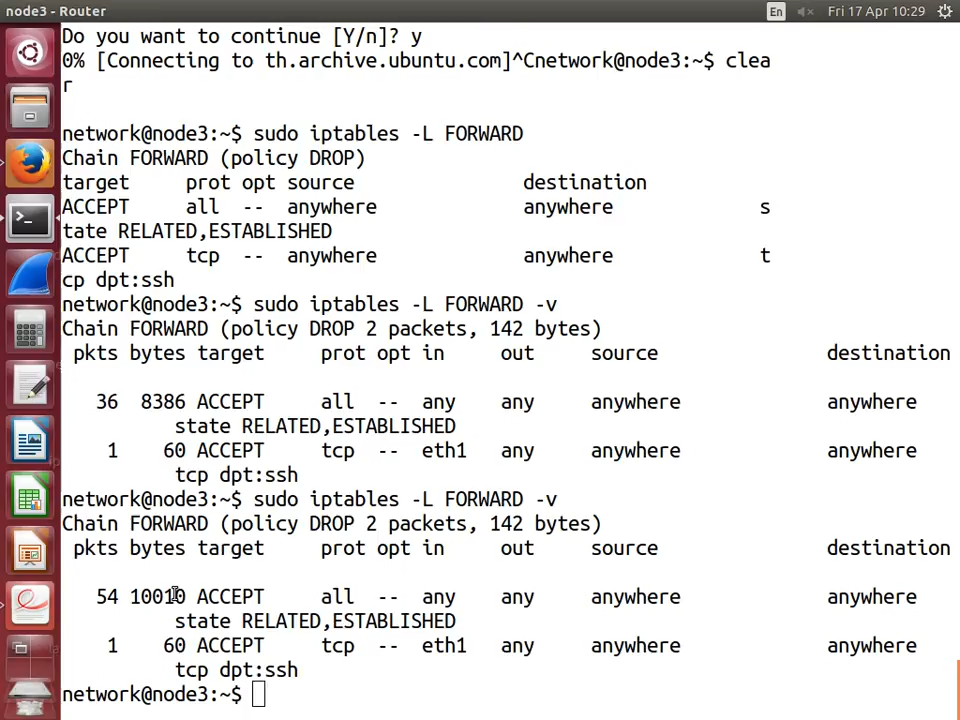 node3 - Router En Fri 17 Apr 10:29
Do you want to continue [Y/n]? y
0% [Connecting to th.archive.ubuntu.com]^Cnetwork@node3:~$ clea
r
network@node3:~$ sudo iptables -L FORWARD
Chain FORWARD (policy DROP)
target     prot opt source               destination
ACCEPT     all  --  anywhere             anywhere             s
tate RELATED,ESTABLISHED
ACCEPT     tcp  --  anywhere             anywhere             t
cp dpt:ssh
network@node3:~$ sudo iptables -L FORWARD -v
Chain FORWARD (policy DROP 2 packets, 142 bytes)
 pkts bytes target     prot opt in     out     source               destination
   36  8386 ACCEPT     all  --  any    any     anywhere             anywhere
          state RELATED,ESTABLISHED
    1    60 ACCEPT     tcp  --  eth1   any     anywhere             anywhere
          tcp dpt:ssh
network@node3:~$ sudo iptables -L FORWARD -v
Chain FORWARD (policy DROP 2 packets, 142 bytes)
 pkts bytes target     prot opt in     out     source               destination
   54 10010 ACCEPT     all  --  any    any     anywhere             anywhere
          state RELATED,ESTABLISHED
    1    60 ACCEPT     tcp  --  eth1   any     anywhere             anywhere
          tcp dpt:ssh
network@node3:~$